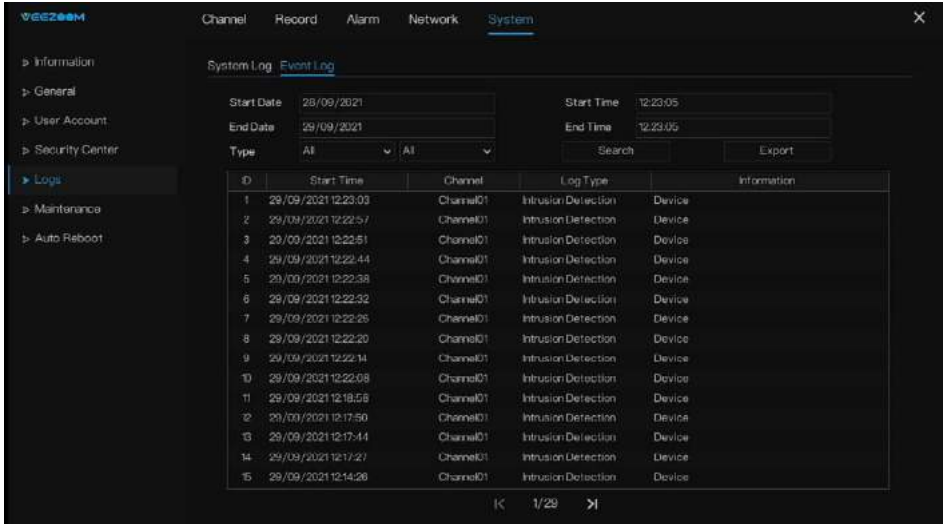 VEEZOOM Channel Record Alarm Network System X
Information
General
User Account
Security Center
Logs
Maintenance
Auto Reboot
System Log Event Log
Start Date 28/09/2021 Start Time 12:23:05
End Date 29/09/2021 End Time 12:23:05
Type All All Search Export
ID Start Time Channel Log Type Information
1 29/09/2021 12:23:03 Channel01 Intrusion Detection Device
2 29/09/2021 12:22:57 Channel01 Intrusion Detection Device
3 29/09/2021 12:22:51 Channel01 Intrusion Detection Device
4 29/09/2021 12:22:44 Channel01 Intrusion Detection Device
5 29/09/2021 12:22:38 Channel01 Intrusion Detection Device
6 29/09/2021 12:22:32 Channel01 Intrusion Detection Device
7 29/09/2021 12:22:26 Channel01 Intrusion Detection Device
8 29/09/2021 12:22:20 Channel01 Intrusion Detection Device
9 29/09/2021 12:22:14 Channel01 Intrusion Detection Device
10 29/09/2021 12:22:08 Channel01 Intrusion Detection Device
11 29/09/2021 12:18:58 Channel01 Intrusion Detection Device
12 29/09/2021 12:17:50 Channel01 Intrusion Detection Device
13 29/09/2021 12:17:44 Channel01 Intrusion Detection Device
14 29/09/2021 12:17:27 Channel01 Intrusion Detection Device
15 29/09/2021 12:14:26 Channel01 Intrusion Detection Device
1/29